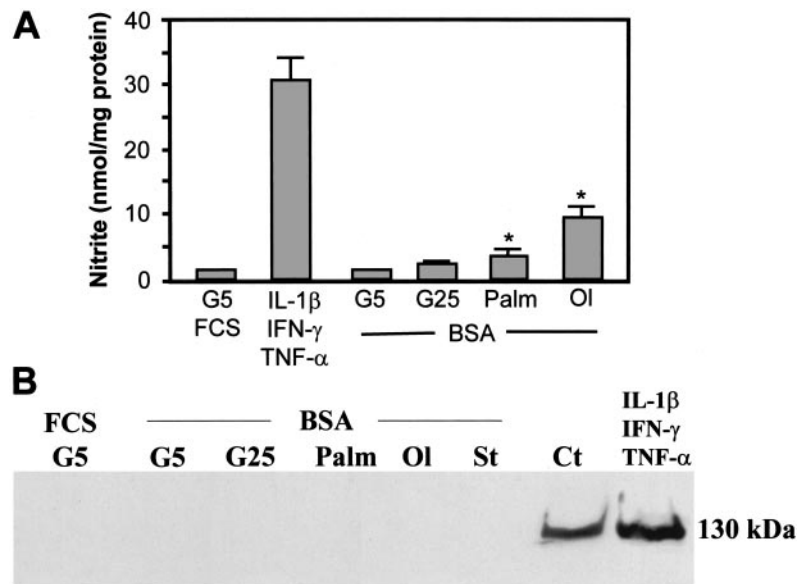 A
Nitrite (nmol/mg protein)
40
30
20
10
0
* *
G5 IL-1β G5 G25 Palm Ol
FCS IFN-γ BSA
TNF-α
B
IL-1β
FCS BSA IFN-γ
G5 G5 G25 Palm Ol St Ct TNF-α
130 kDa